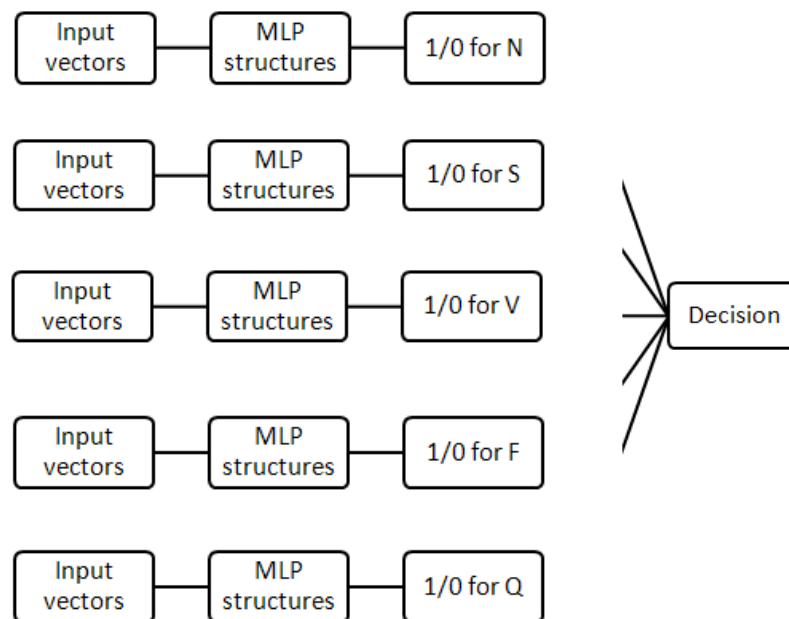 Input
vectors
MLP
structures
1/0 for N
Input
vectors
MLP
structures
1/0 for S
Input
vectors
MLP
structures
1/0 for V
Decision
Input
vectors
MLP
structures
1/0 for F
Input
vectors
MLP
structures
1/0 for Q